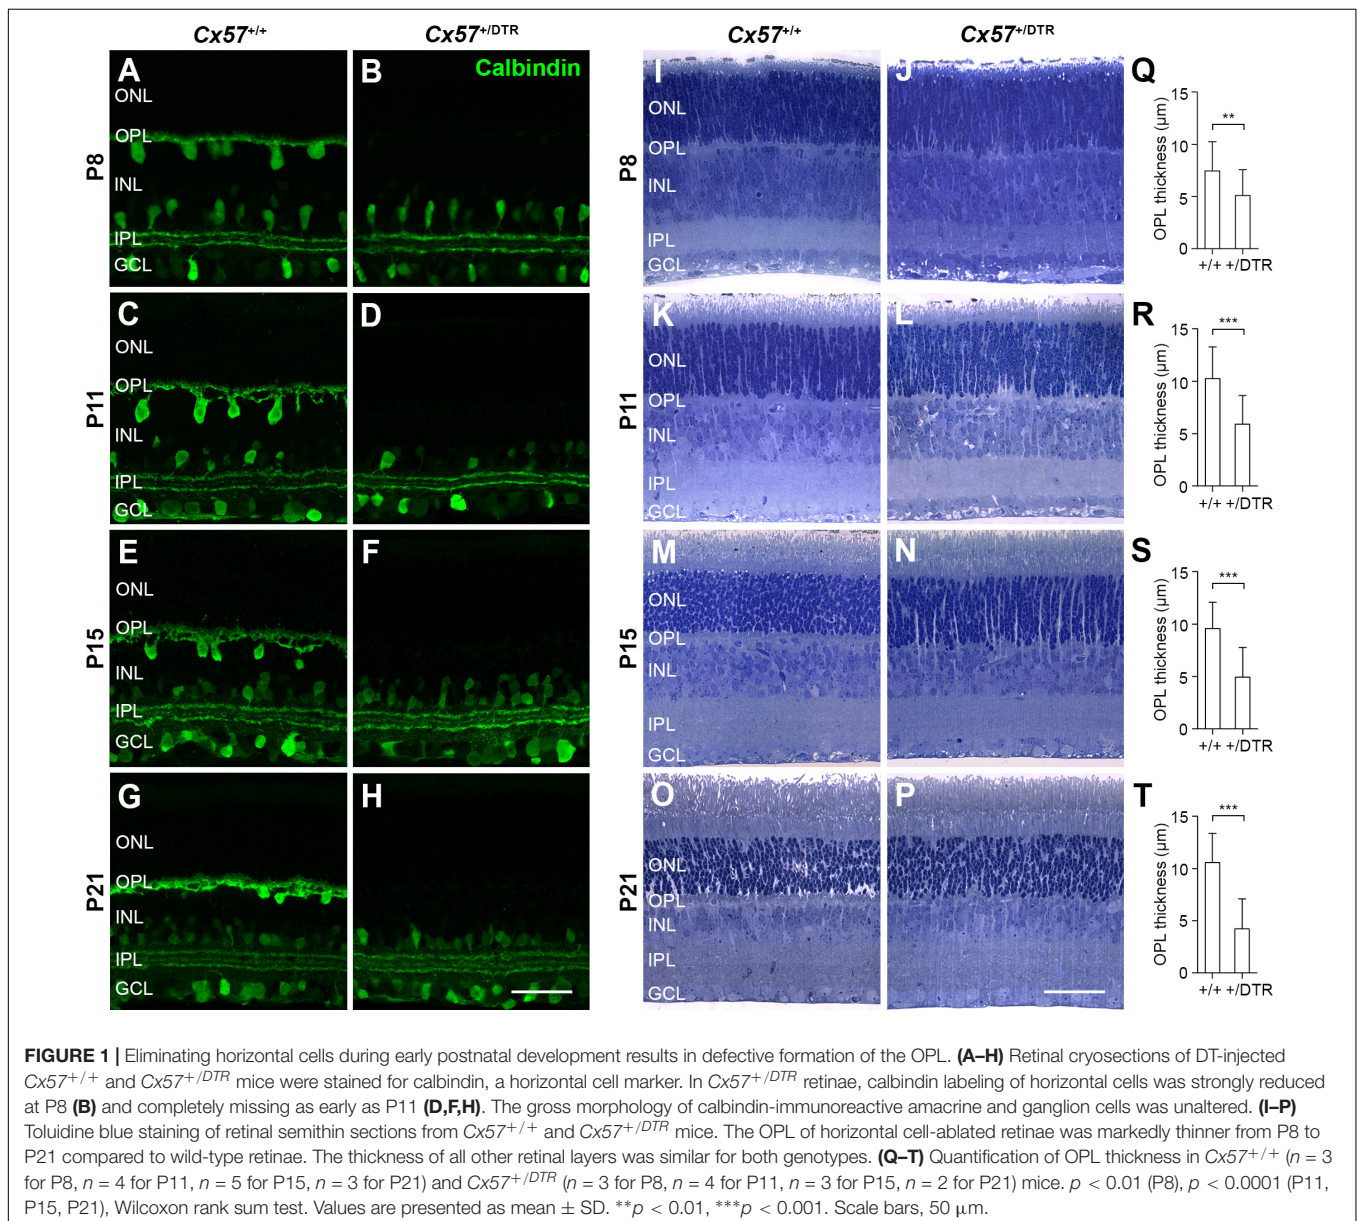 Cx57+/+ Cx57+/DTR Cx57+/+ Cx57+/DTR
A B Calbindin I J Q
ONL
OPL
INL
IPL
GCL
P8
ONL
OPL
INL
IPL
GCL
P8
OPL thickness (µm)
15
10
5
0
**
+/+ +/DTR
C D K L R
ONL
OPL
INL
IPL
GCL
P11
ONL
OPL
INL
IPL
GCL
P11
OPL thickness (µm)
15
10
5
0
***
+/+ +/DTR
E F M N S
ONL
OPL
INL
IPL
GCL
P15
ONL
OPL
INL
IPL
GCL
P15
OPL thickness (µm)
15
10
5
0
***
+/+ +/DTR
G H O P T
ONL
OPL
INL
IPL
GCL
P21
ONL
OPL
INL
IPL
GCL
P21
OPL thickness (µm)
15
10
5
0
***
+/+ +/DTR
FIGURE 1 | Eliminating horizontal cells during early postnatal development results in defective formation of the OPL. (A–H) Retinal cryosections of DT-injected
Cx57+/+ and Cx57+/DTR mice were stained for calbindin, a horizontal cell marker. In Cx57+/DTR retinae, calbindin labeling of horizontal cells was strongly reduced
at P8 (B) and completely missing as early as P11 (D,F,H). The gross morphology of calbindin-immunoreactive amacrine and ganglion cells was unaltered. (I–P)
Toluidine blue staining of retinal semithin sections from Cx57+/+ and Cx57+/DTR mice. The OPL of horizontal cell-ablated retinae was markedly thinner from P8 to
P21 compared to wild-type retinae. The thickness of all other retinal layers was similar for both genotypes. (Q–T) Quantification of OPL thickness in Cx57+/+ (n = 3
for P8, n = 4 for P11, n = 5 for P15, n = 3 for P21) and Cx57+/DTR (n = 3 for P8, n = 4 for P11, n = 3 for P15, n = 2 for P21) mice. p < 0.01 (P8), p < 0.0001 (P11,
P15, P21), Wilcoxon rank sum test. Values are presented as mean ± SD. **p < 0.01, ***p < 0.001. Scale bars, 50 µm.